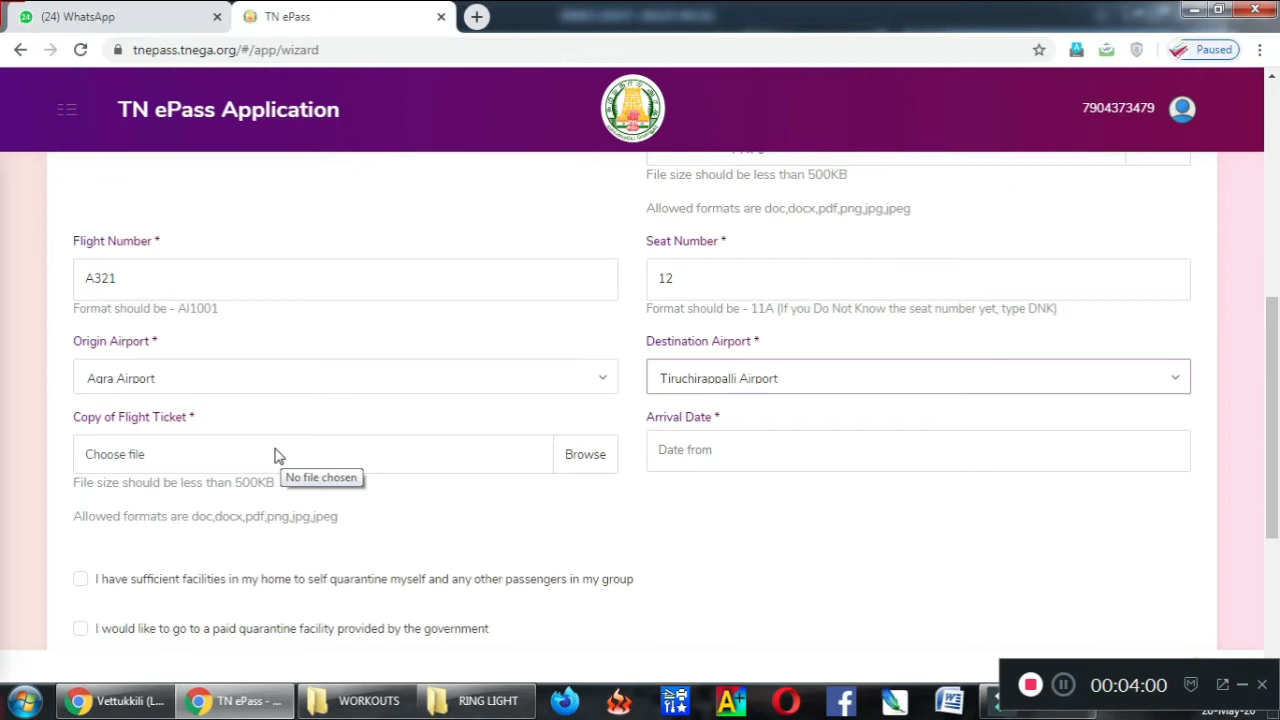 (24) WhatsApp
TN ePass
tnepass.tnega.org/#/app/wizard
Paused
TN ePass Application
7904373479
File size should be less than 500KB
Allowed formats are doc,docx,pdf,png,jpg,jpeg
Flight Number *
Seat Number *
A321
12
Format should be - AI1001
Format should be - 11A (If you Do Not Know the seat number yet, type DNK)
Origin Airport *
Destination Airport *
Agra Airport
Tiruchirappalli Airport
Copy of Flight Ticket *
Arrival Date *
Choose file
Browse
Date from
No file chosen
File size should be less than 500KB
Allowed formats are doc,docx,pdf,png,jpg,jpeg
I have sufficient facilities in my home to self quarantine myself and any other passengers in my group
I would like to go to a paid quarantine facility provided by the government
Vettukkili (L...
TN ePass - ...
WORKOUTS
RING LIGHT
00:04:00